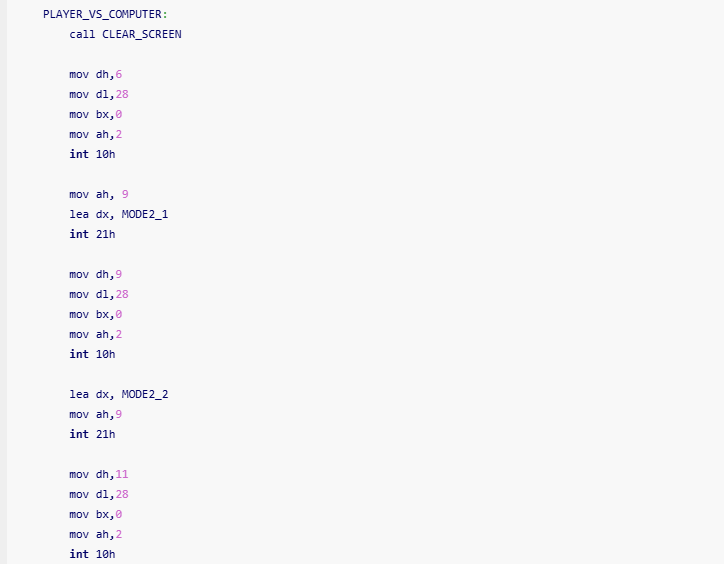 PLAYER_VS_COMPUTER:
call CLEAR_SCREEN
mov dh,6
mov dl,28
mov bx,0
mov ah,2
int 10h
mov ah, 9
lea dx, MODE2_1
int 21h
mov dh,9
mov dl,28
mov bx,0
mov ah,2
int 10h
lea dx, MODE2_2
mov ah,9
int 21h
mov dh,11
mov dl,28
mov bx,0
mov ah,2
int 10h